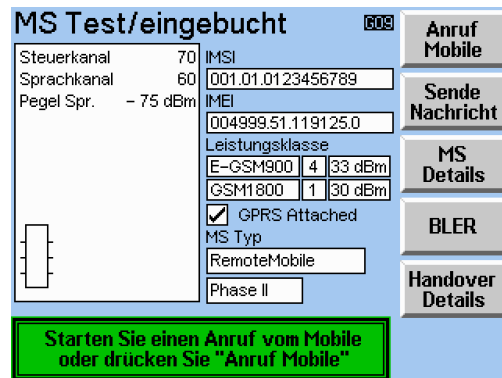 MS Test/eingebucht G09
Steuerkanal 70
Sprachkanal 60
Pegel Spr. – 75 dBm
IMSI
001.01.0123456789
IMEI
004999.51.119125.0
Leistungsklasse
E-GSM900 4 33 dBm
GSM1800 1 30 dBm
GPRS Attached
MS Typ
RemoteMobile
Phase II
Starten Sie einen Anruf vom Mobile
oder drücken Sie "Anruf Mobile"
Anruf
Mobile
Sende
Nachricht
MS
Details
BLER
Handover
Details